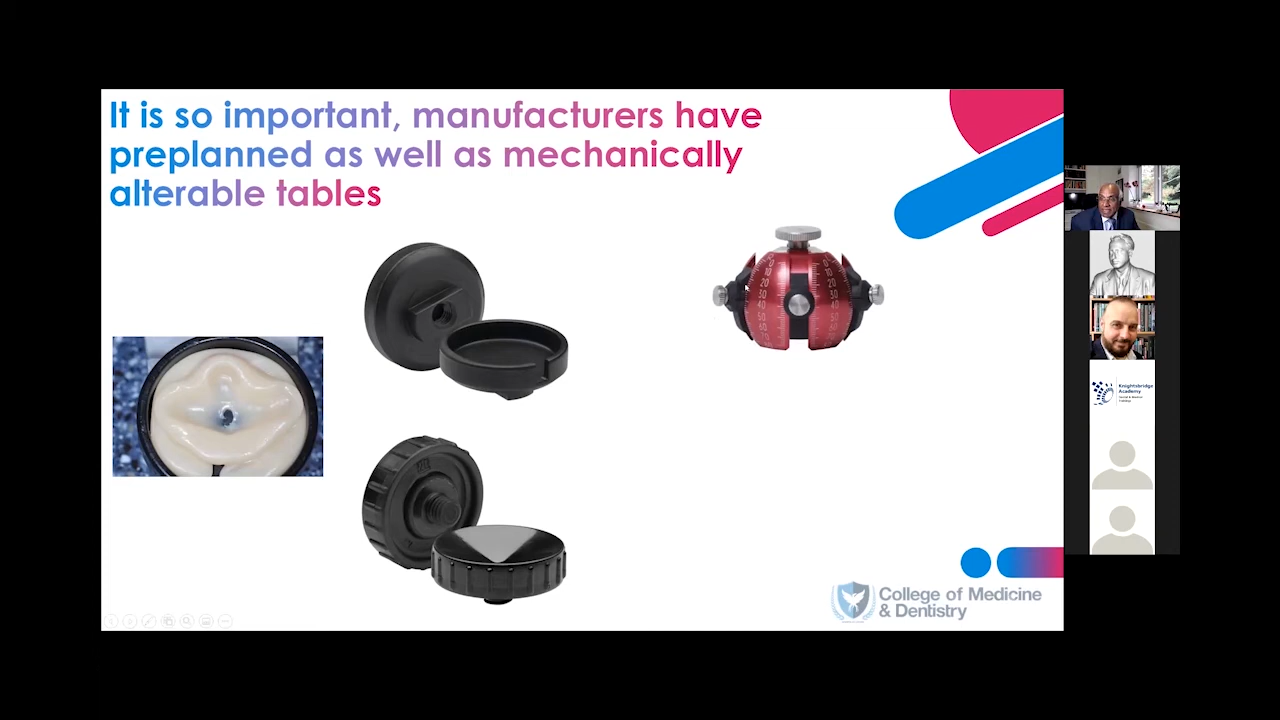 It is so important, manufacturers have
preplanned as well as mechanically
alterable tables
College of Medicine
& Dentistry
Knightsbridge
Academy